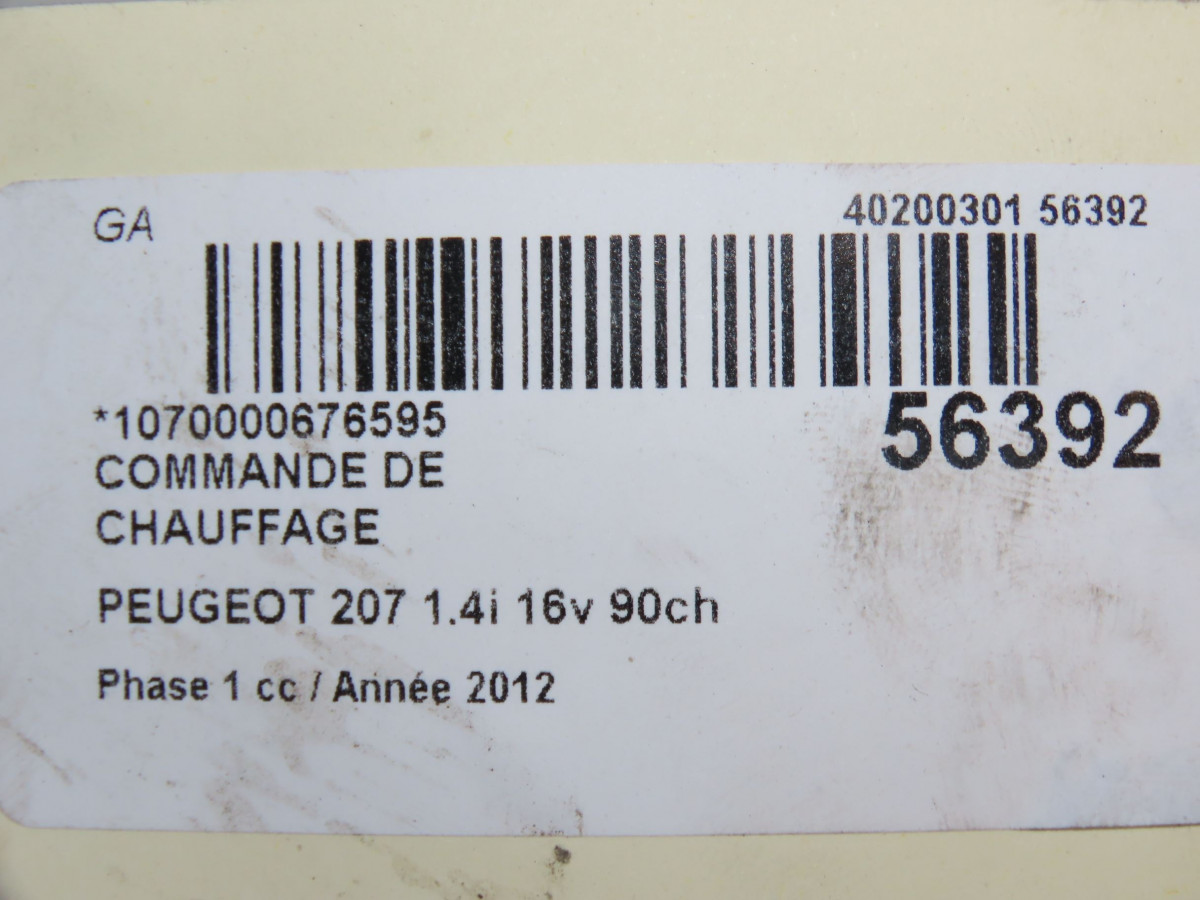 GA
40200301 56392
*1070000676595
56392
COMMANDE DE
CHAUFFAGE
PEUGEOT 207 1.4i 16v 90ch
Phase 1 cc / Année 2012